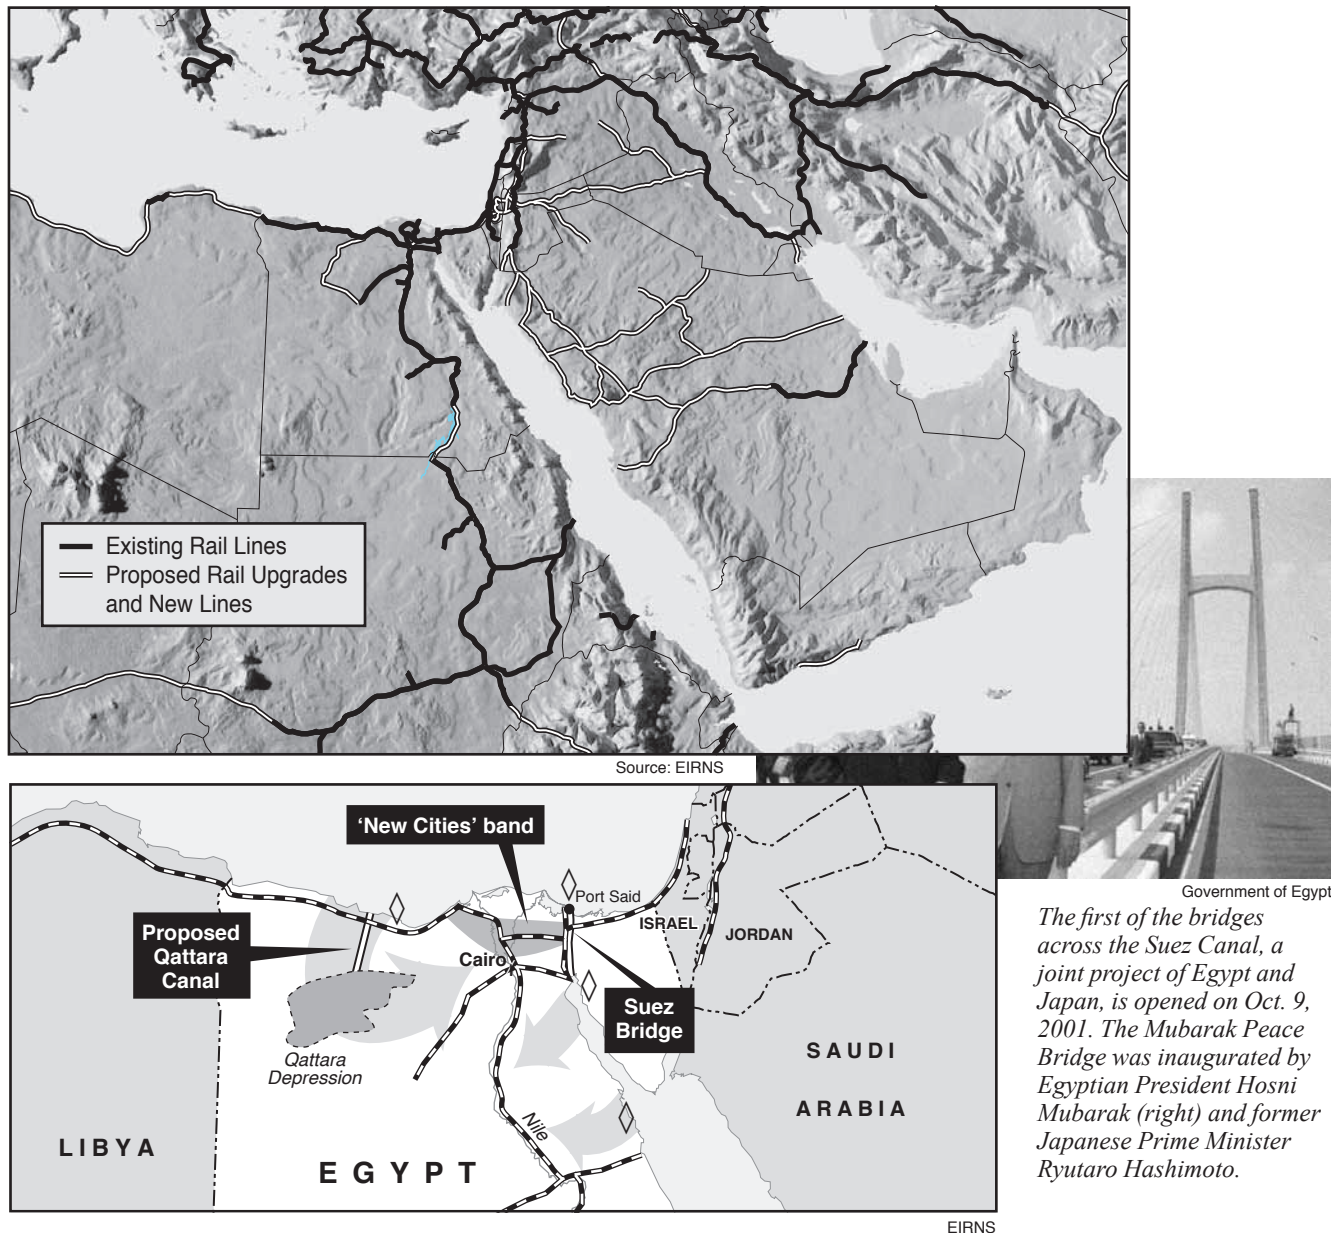 Existing Rail Lines
Proposed Rail Upgrades
and New Lines
Source: EIRNS
'New Cities' band
Port Said
ISRAEL
JORDAN
Proposed
Qattara
Canal
Cairo
Suez
Bridge
Qattara
Depression
SAUDI
ARABIA
Nile
LIBYA
EGYPT
EIRNS
Government of Egypt
The first of the bridges
across the Suez Canal, a
joint project of Egypt and
Japan, is opened on Oct. 9,
2001. The Mubarak Peace
Bridge was inaugurated by
Egyptian President Hosni
Mubarak (right) and former
Japanese Prime Minister
Ryutaro Hashimoto.